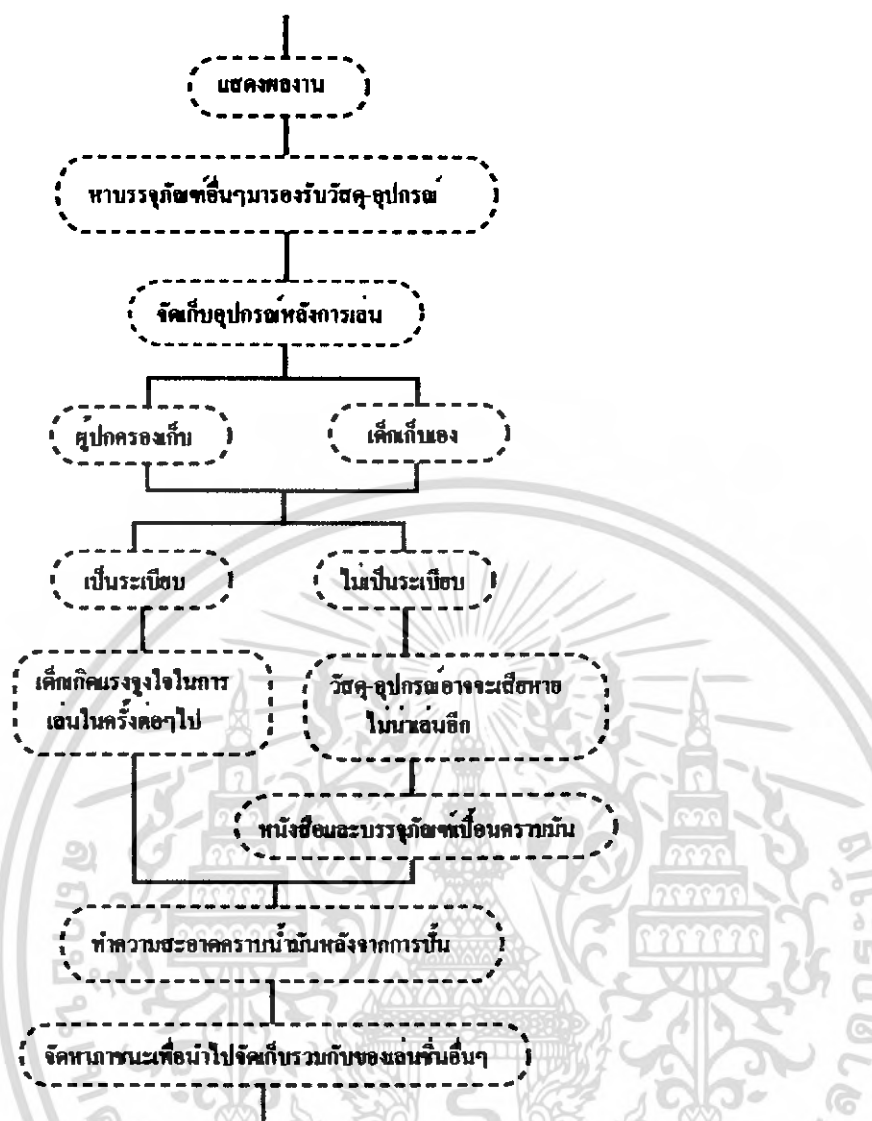 แสดงผลงาน
หาบรรจุภัณฑ์อื่นๆมารองรับวัสดุ-อุปกรณ์
จัดเก็บอุปกรณ์หลังการเล่น
ผู้ปกครองเก็บ
เด็กเก็บเอง
เป็นระเบียบ
ไม่เป็นระเบียบ
เด็กเกิดแรงจูงใจในการ
เล่นในครั้งต่อๆไป
วัสดุ-อุปกรณ์อาจจะเสียหาย
ไม่น่าเล่นอีก
หนังสือและบรรจุภัณฑ์เปื้อนคราบมัน
ทำความสะอาดคราบน้ำมันหลังจากการปั้น
จัดหาภาชนะเพื่อนำไปจัดเก็บรวมกับของเล่นชิ้นอื่นๆ